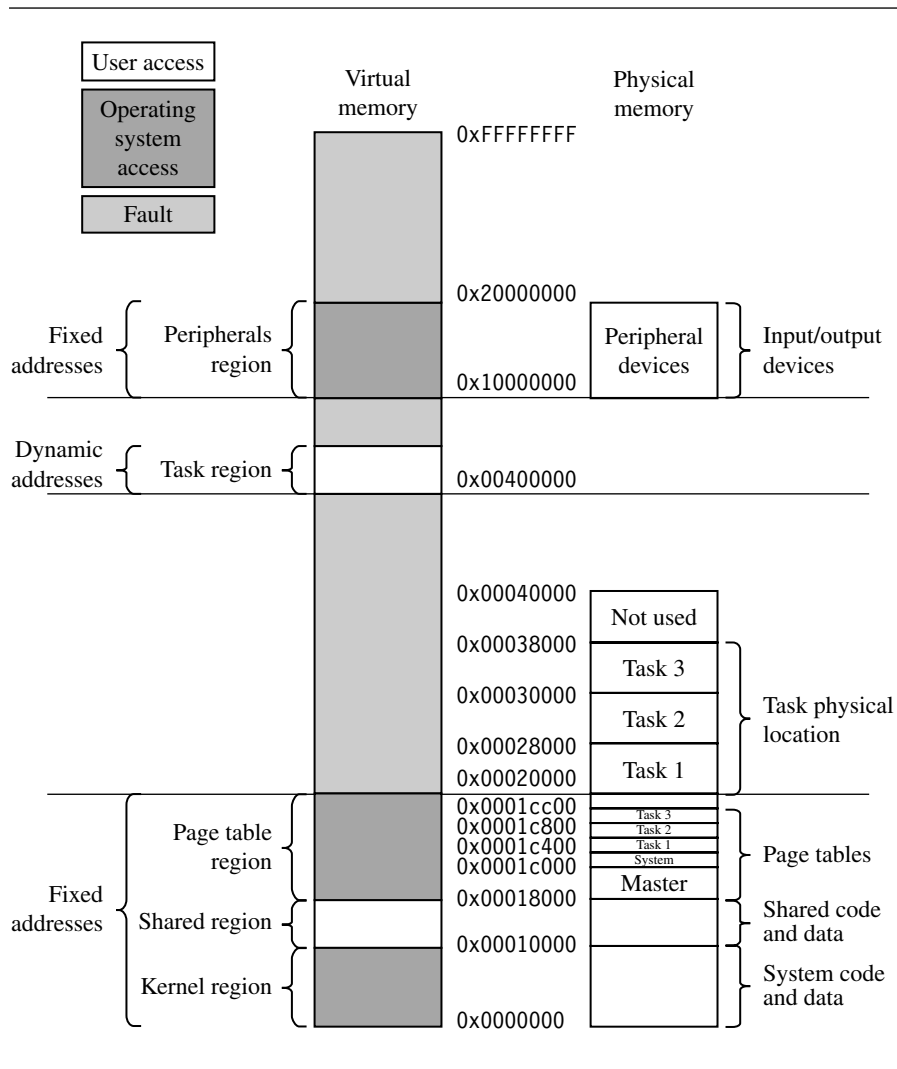 User access
Operating
system
access
Fault
Virtual
memory
Physical
memory
0xFFFFFFFF
0x20000000
Fixed
addresses
Peripherals
region
Peripheral
devices
Input/output
devices
0x10000000
Dynamic
addresses
Task region
0x00400000
0x00040000
Not used
0x00038000
Task 3
0x00030000
Task 2
Task physical
location
0x00028000
Task 1
0x00020000
0x0001cc00
Task 3
0x0001c800
Task 2
0x0001c400
Task 1
System
0x0001c000
Master
Page table
region
Page tables
0x00018000
Fixed
addresses
Shared region
Shared code
and data
0x00010000
Kernel region
System code
and data
0x0000000